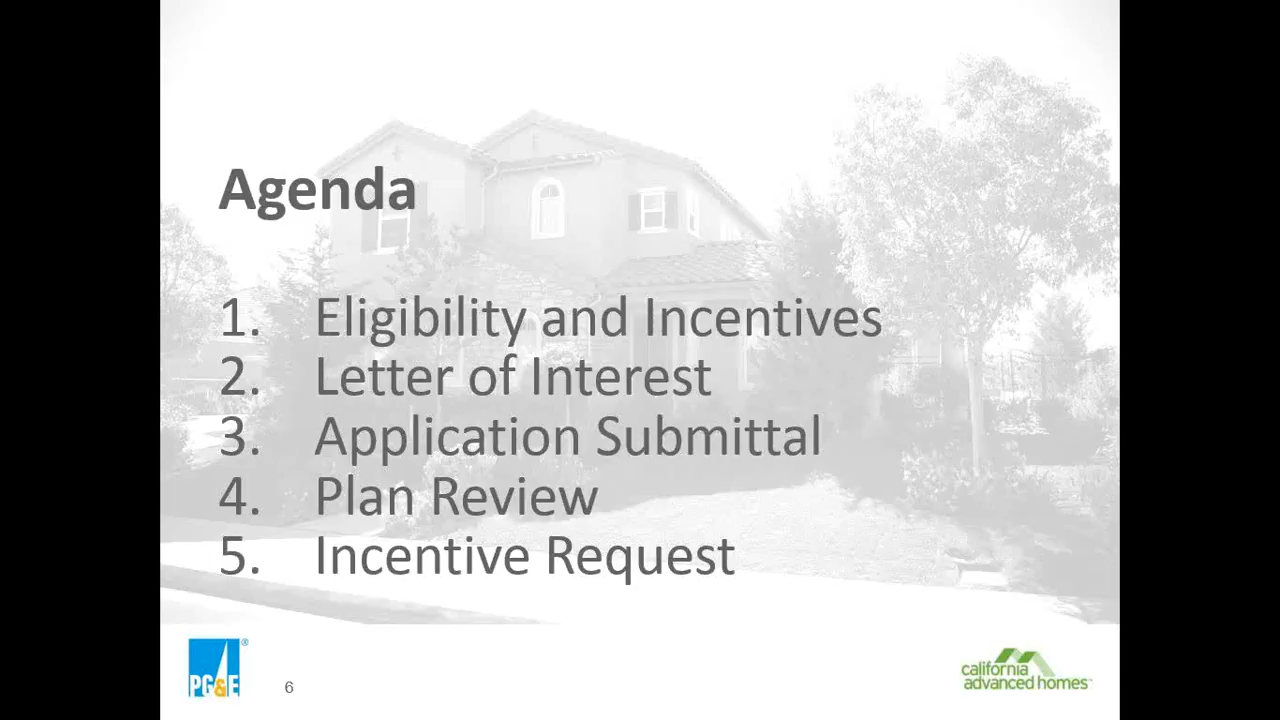 Agenda
1. Eligibility and Incentives
2. Letter of Interest
3. Application Submittal
4. Plan Review
5. Incentive Request
PG&E ®
6
california
advanced homes™